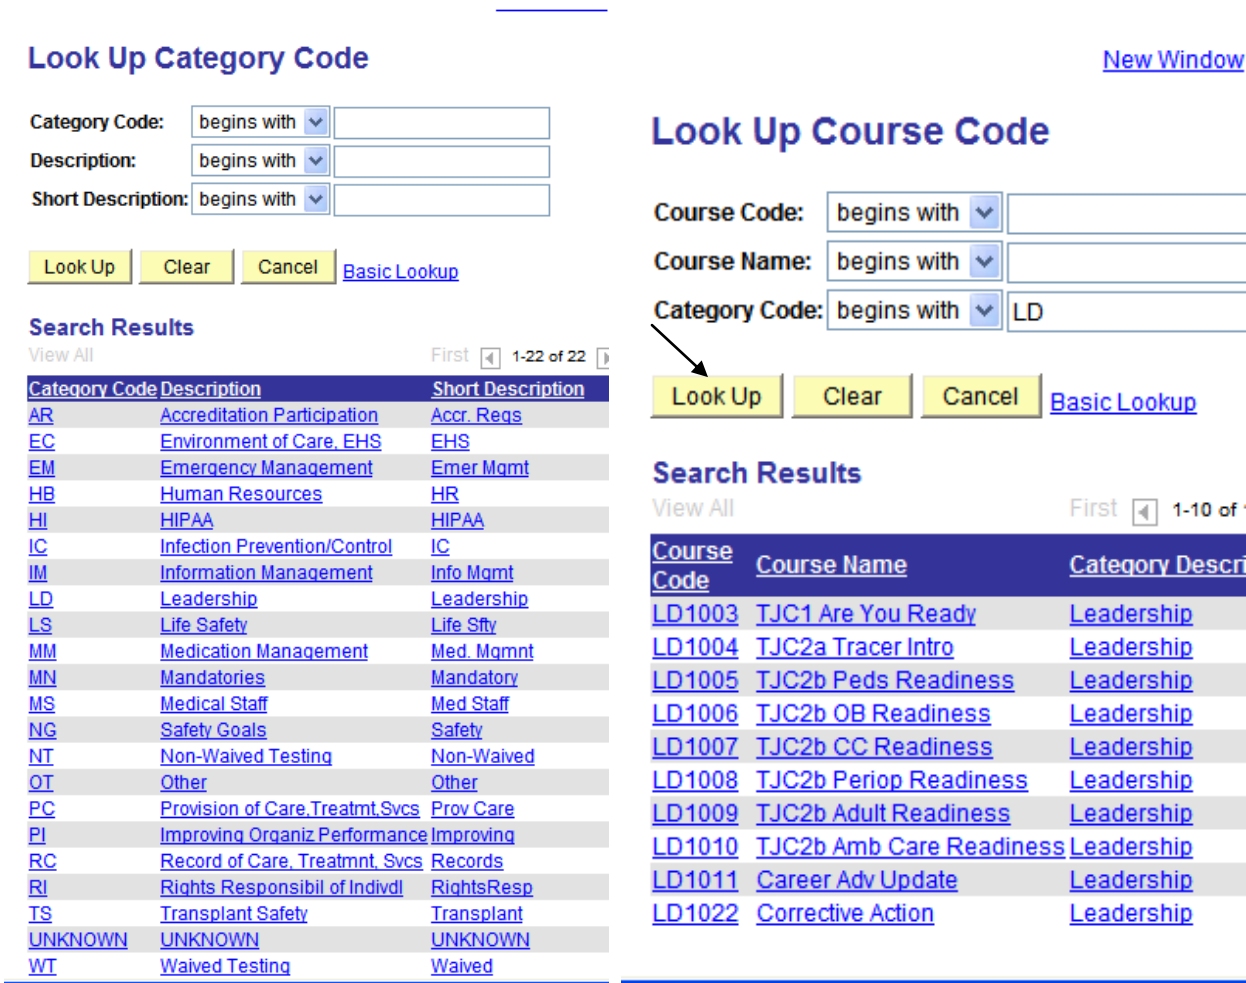 Look Up Category Code
Category Code: begins with
Description: begins with
Short Description: begins with
Look Up Clear Cancel Basic Lookup
Search Results
View All First 1-22 of 22
Category Code Description Short Description
AR Accreditation Participation Accr. Reqs
EC Environment of Care, EHS EHS
EM Emergency Management Emer Mgmt
HB Human Resources HR
HI HIPAA HIPAA
IC Infection Prevention/Control IC
IM Information Management Info Mgmt
LD Leadership Leadership
LS Life Safety Life Sfty
MM Medication Management Med. Mgmnt
MN Mandatories Mandatory
MS Medical Staff Med Staff
NG Safety Goals Safety
NT Non-Waived Testing Non-Waived
OT Other Other
PC Provision of Care,Treatmt,Svcs Prov Care
PI Improving Organiz Performance Improving
RC Record of Care, Treatmnt, Svcs Records
RI Rights Responsibil of Indivdl RightsResp
TS Transplant Safety Transplant
UNKNOWN UNKNOWN UNKNOWN
WT Waived Testing Waived
New Window
Look Up Course Code
Course Code: begins with
Course Name: begins with
Category Code: begins with LD
Look Up Clear Cancel Basic Lookup
Search Results
View All First 1-10 of
Course Code Course Name Category Descri
LD1003 TJC1 Are You Ready Leadership
LD1004 TJC2a Tracer Intro Leadership
LD1005 TJC2b Peds Readiness Leadership
LD1006 TJC2b OB Readiness Leadership
LD1007 TJC2b CC Readiness Leadership
LD1008 TJC2b Periop Readiness Leadership
LD1009 TJC2b Adult Readiness Leadership
LD1010 TJC2b Amb Care Readiness Leadership
LD1011 Career Adv Update Leadership
LD1022 Corrective Action Leadership